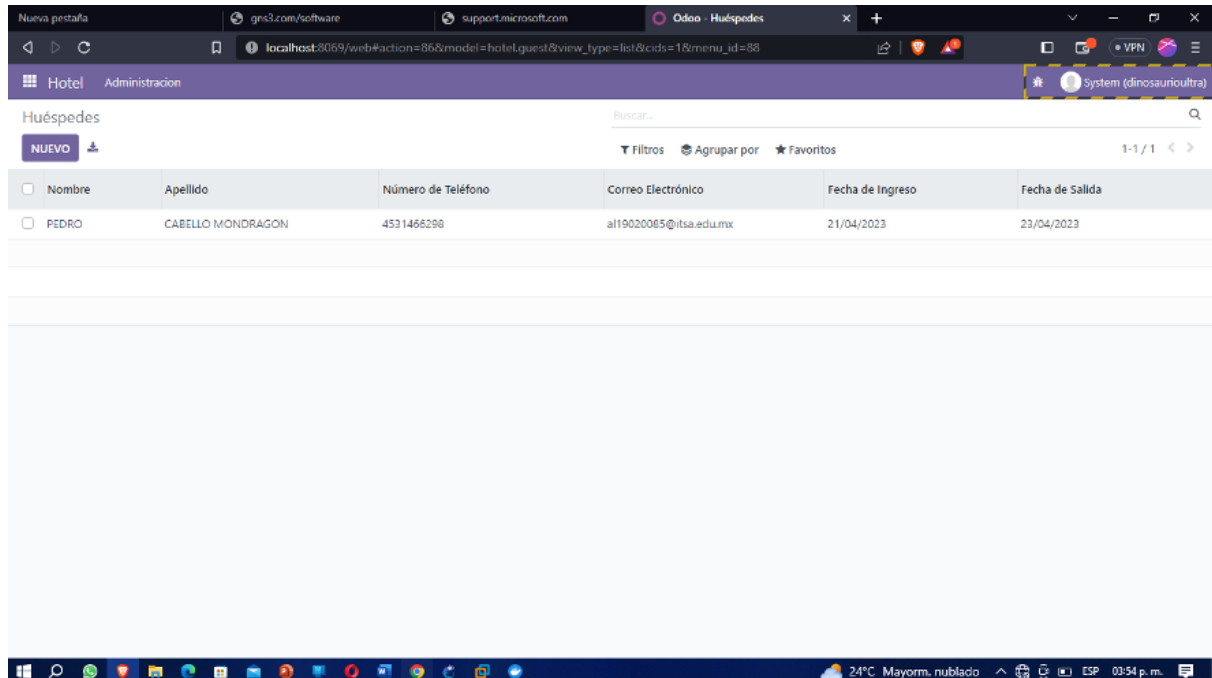 Nueva pestaña gns3.com/software support.microsoft.com Odoo - Huéspedes
localhost:8069/web#action=86&model=hotel.guest&view_type=list&cids=1&menu_id=88 VPN
Hotel Administracion System (dinosaurioultra)
Huéspedes Buscar...
NUEVO Filtros Agrupar por Favoritos 1-1 / 1
Nombre Apellido Número de Teléfono Correo Electrónico Fecha de Ingreso Fecha de Salida
PEDRO CABELLO MONDRAGON 4531466298 al19020085@itsa.edu.mx 21/04/2023 23/04/2023
24°C Mayorm. nublado ESP 03:54 p. m.